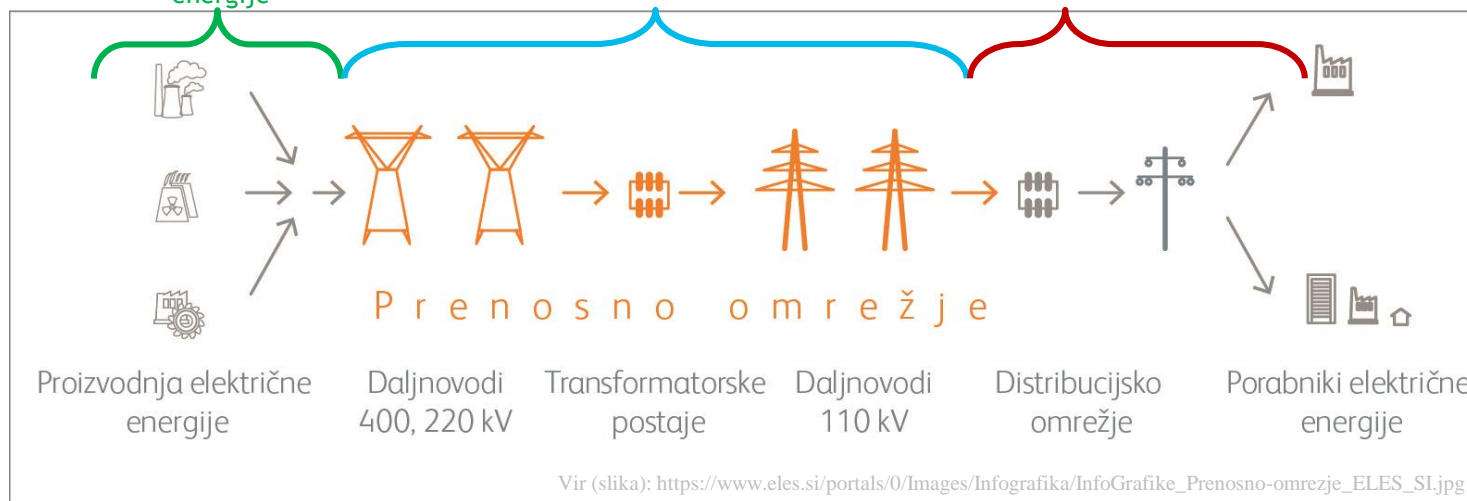 energije
Prenosno omrežje
Proizvodnja električne
energije
Daljnovodi
400, 220 kV
Transformatorske
postaje
Daljnovodi
110 kV
Distribucijsko
omrežje
Porabniki električne
energije
Vir (slika): https://www.eles.si/portals/0/Images/Infografika/InfoGrafike_Prenosno-omrezje_ELES_SI.jpg